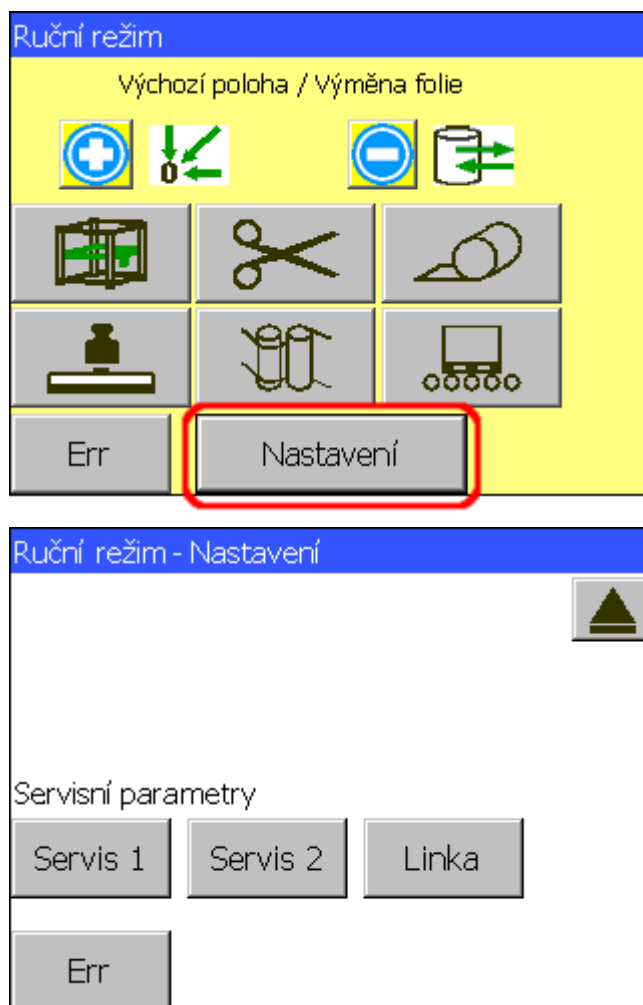 Ruční režim
Výchozí poloha / Výměna folie
Err
Nastavení
Ruční režim - Nastavení
Servisní parametry
Servis 1
Servis 2
Linka
Err